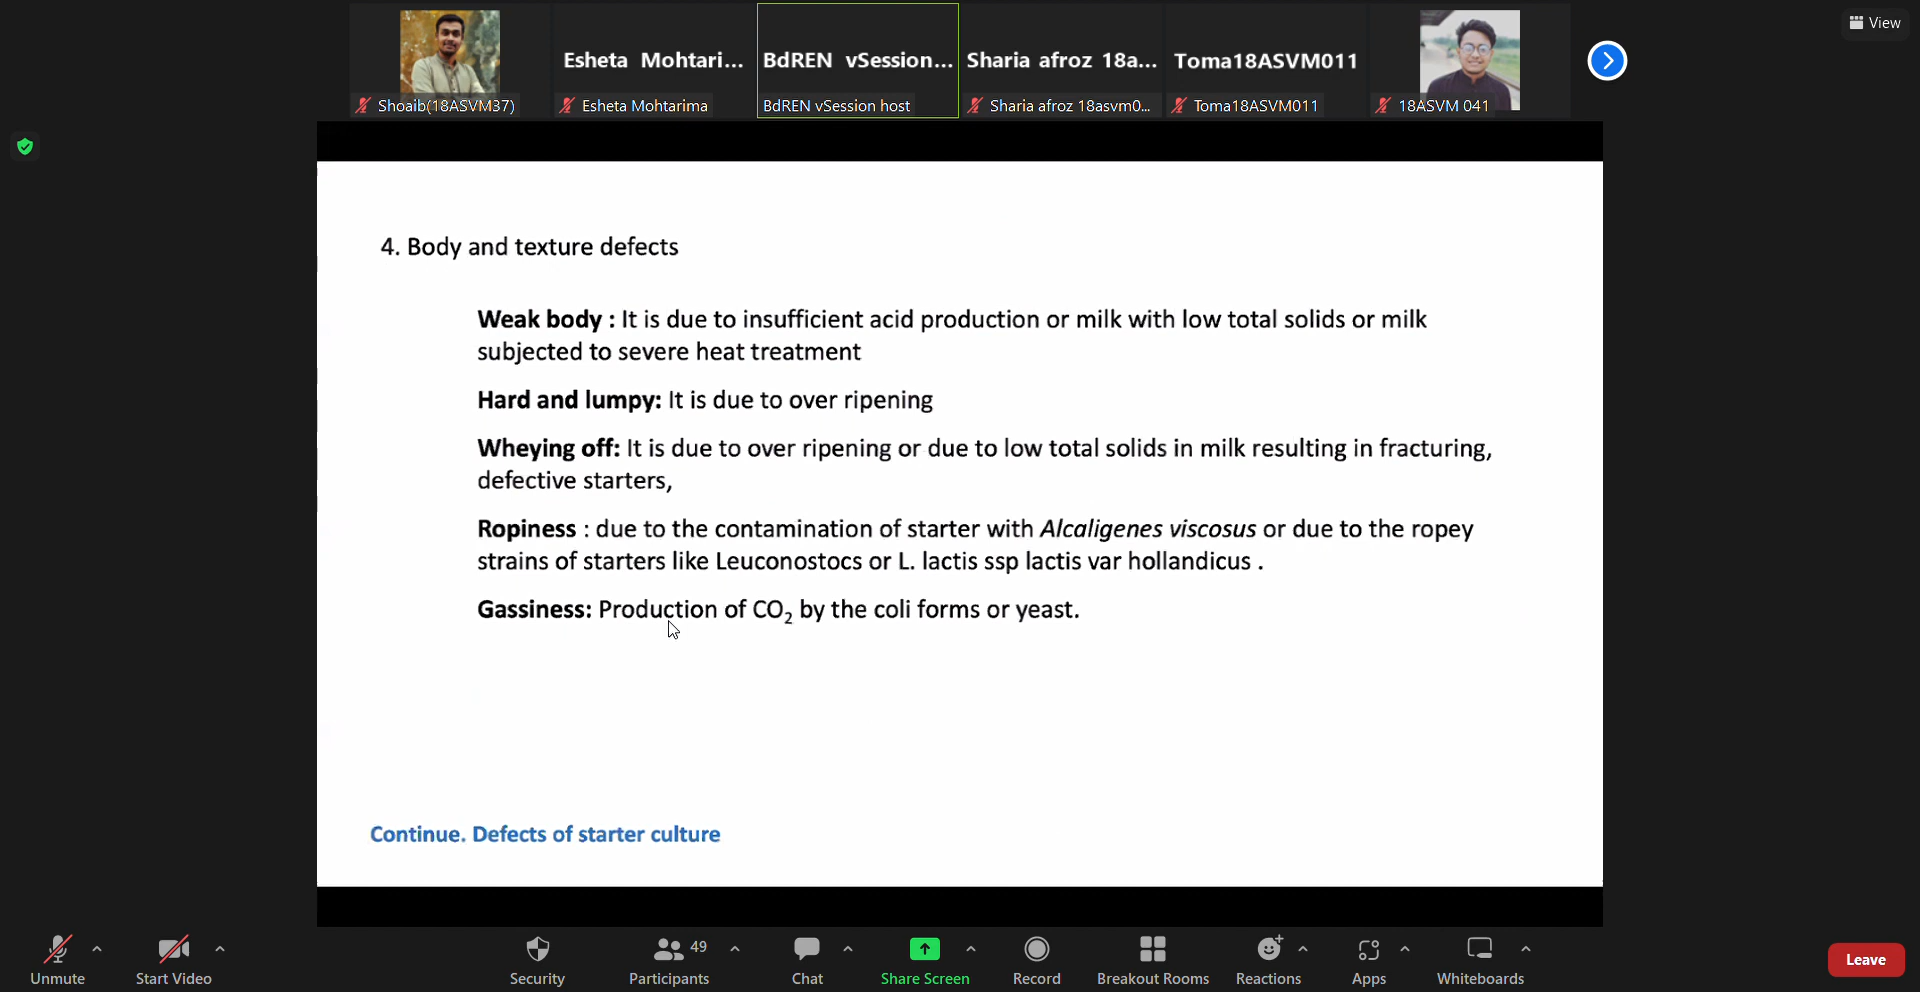 View
Esheta Mohtari...
BdREN vSession...
Sharia afroz 18a...
Toma18ASVM011
Shoaib(18ASVM37)
Esheta Mohtarima
BdREN vSession host
Sharia afroz 18asvm0...
Toma18ASVM011
18ASVM 041
4. Body and texture defects
Weak body : It is due to insufficient acid production or milk with low total solids or milk
subjected to severe heat treatment
Hard and lumpy: It is due to over ripening
Wheying off: It is due to over ripening or due to low total solids in milk resulting in fracturing,
defective starters,
Ropiness : due to the contamination of starter with Alcaligenes viscosus or due to the ropey
strains of starters like Leuconostocs or L. lactis ssp lactis var hollandicus .
Gassiness: Production of CO₂ by the coli forms or yeast.
Continue. Defects of starter culture
49
Unmute
Start Video
Security
Participants
Chat
Share Screen
Record
Breakout Rooms
Reactions
Apps
Whiteboards
Leave